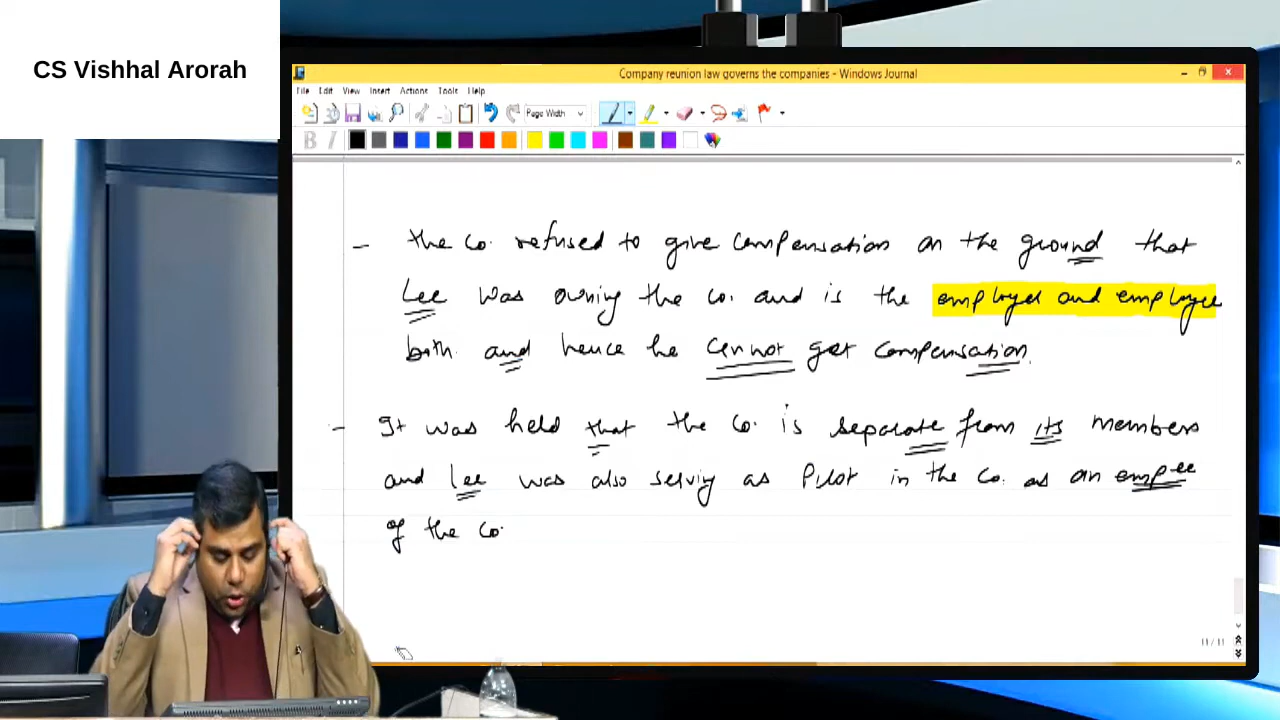 CS Vishhal Arorah
Company reunion law governs the companies - Windows Journal
File Edit View Insert Actions Tools Help
Page Width
B I
- the co. refused to give compensation on the ground that
Lee was owning the co. and is the employer and employee
both. and hence he cannot get compensation.
- It was held that the co. is separate from its members
and Lee was also serving as Pilot in the co. as an empee
of the co.
11 / 11